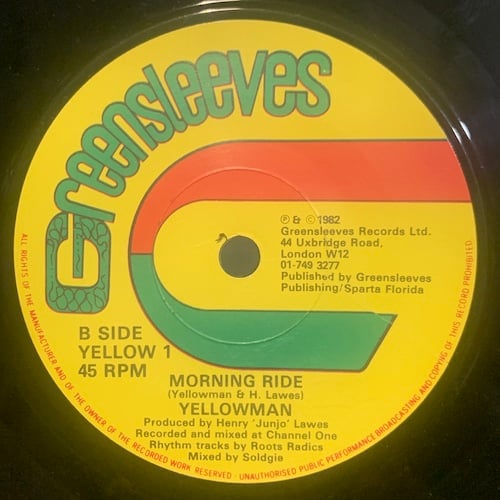 Greensleeves
℗ & © 1982
Greensleeves Records Ltd.
44 Uxbridge Road,
London W12
01-749 3277
Published by Greensleeves
Publishing/Sparta Florida
B SIDE
YELLOW 1
45 RPM
MORNING RIDE
(Yellowman & H. Lawes)
YELLOWMAN
Produced by Henry 'Junjo' Lawes
Recorded and mixed at Channel One
Rhythm tracks by Roots Radics
Mixed by Soldgie
ALL RIGHTS OF THE MANUFACTURER AND OF THE OWNER OF THE RECORDED WORK RESERVED · UNAUTHORISED PUBLIC PERFORMANCE BROADCASTING AND COPYING OF THIS RECORD PROHIBITED